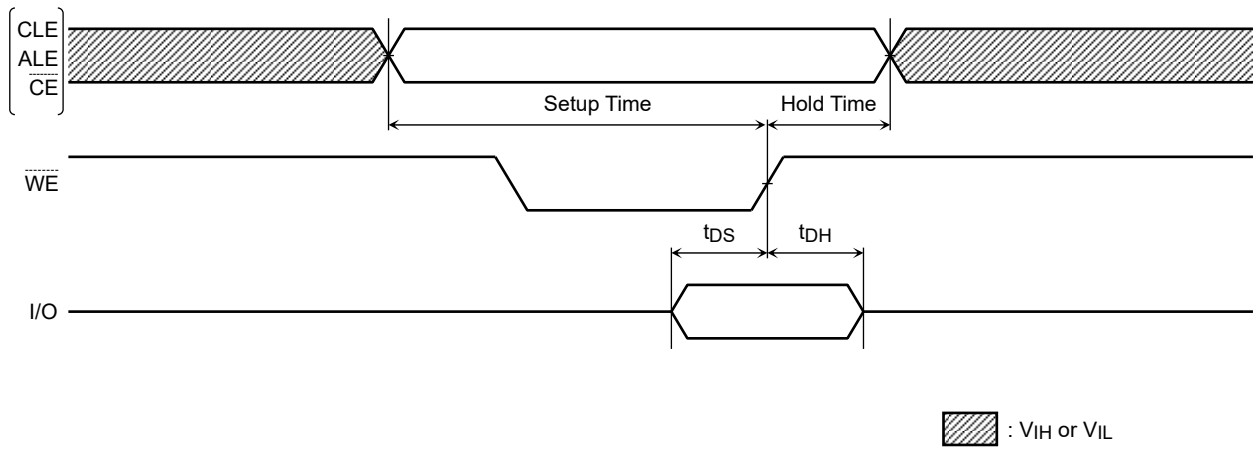 CLE
ALE
CE
Setup Time
Hold Time
WE
tDS
tDH
I/O
: VIH or VIL